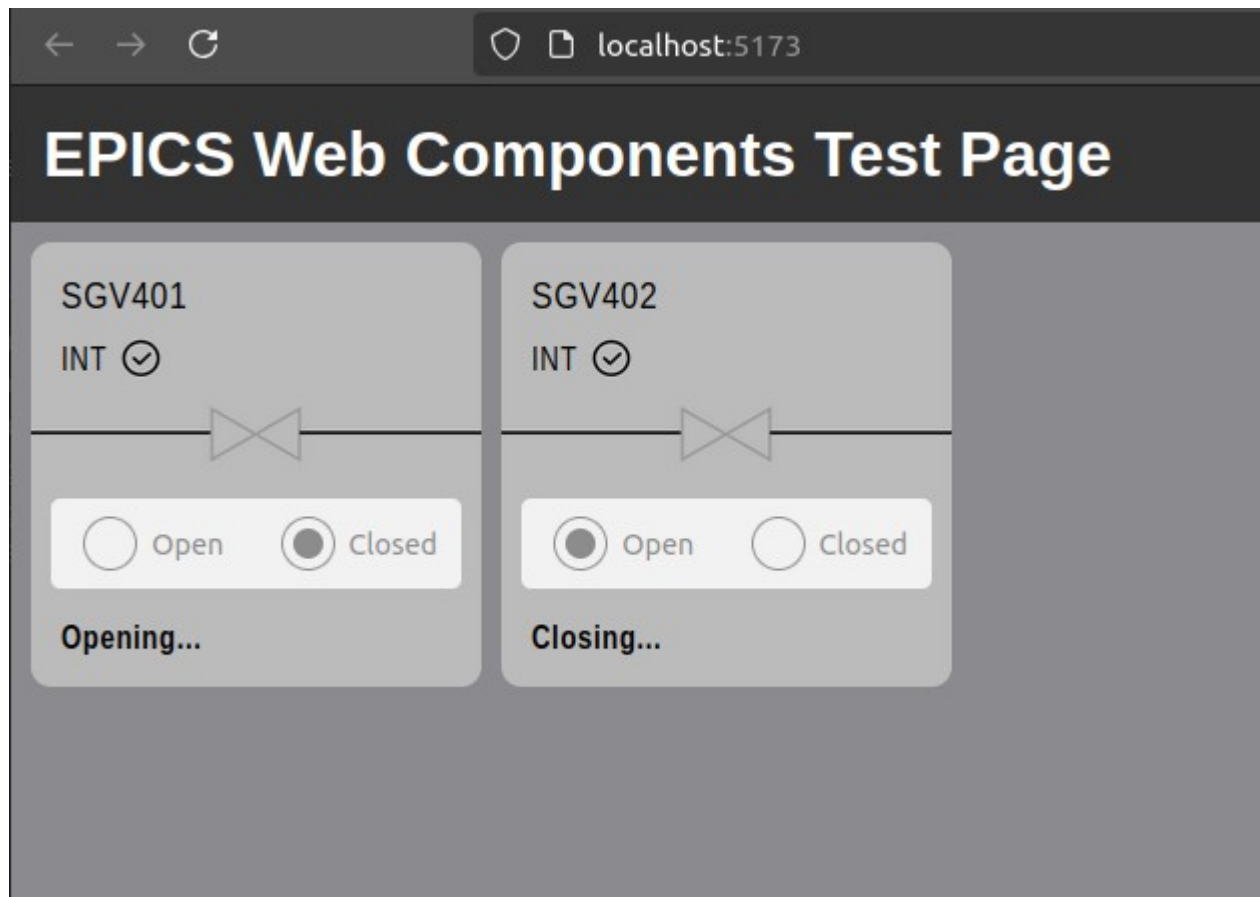 localhost:5173
EPICS Web Components Test Page
SGV401
INT
Open Closed
Opening...
SGV402
INT
Open Closed
Closing...